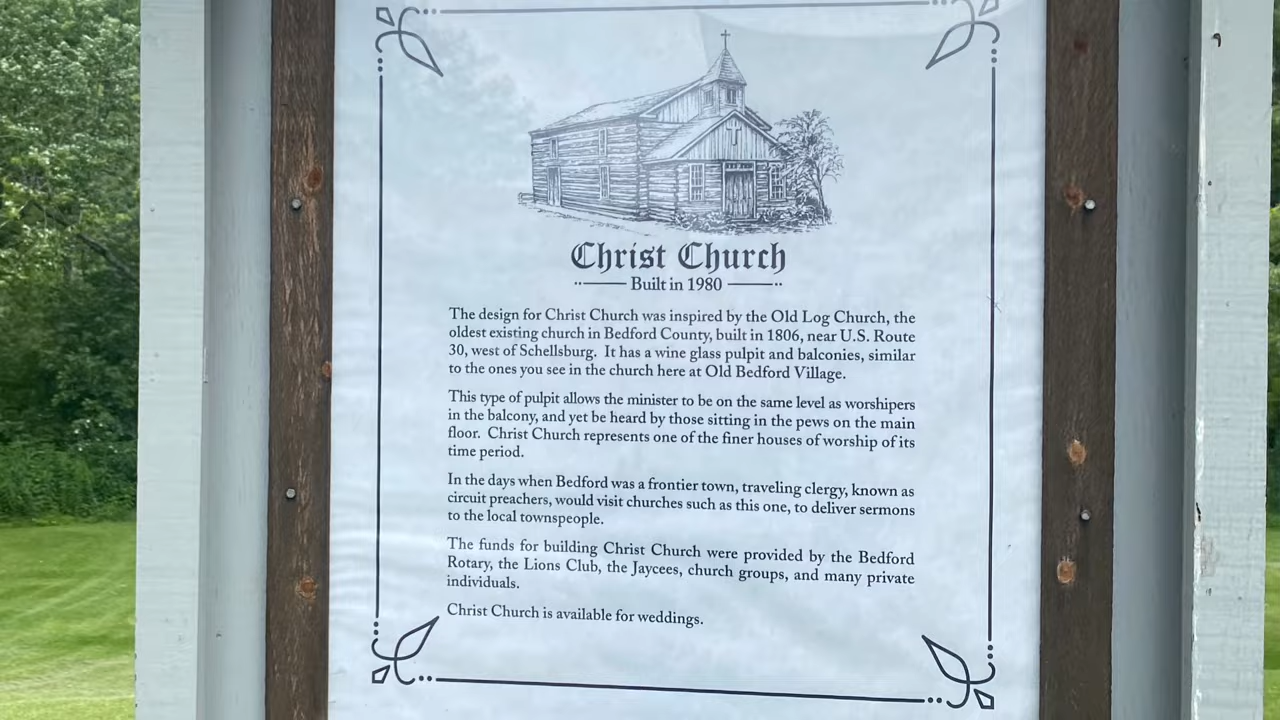 Christ Church
Built in 1980
The design for Christ Church was inspired by the Old Log Church, the
oldest existing church in Bedford County, built in 1806, near U.S. Route
30, west of Schellsburg. It has a wine glass pulpit and balconies, similar
to the ones you see in the church here at Old Bedford Village.
This type of pulpit allows the minister to be on the same level as worshipers
in the balcony, and yet be heard by those sitting in the pews on the main
floor. Christ Church represents one of the finer houses of worship of its
time period.
In the days when Bedford was a frontier town, traveling clergy, known as
circuit preachers, would visit churches such as this one, to deliver sermons
to the local townspeople.
The funds for building Christ Church were provided by the Bedford
Rotary, the Lions Club, the Jaycees, church groups, and many private
individuals.
Christ Church is available for weddings.